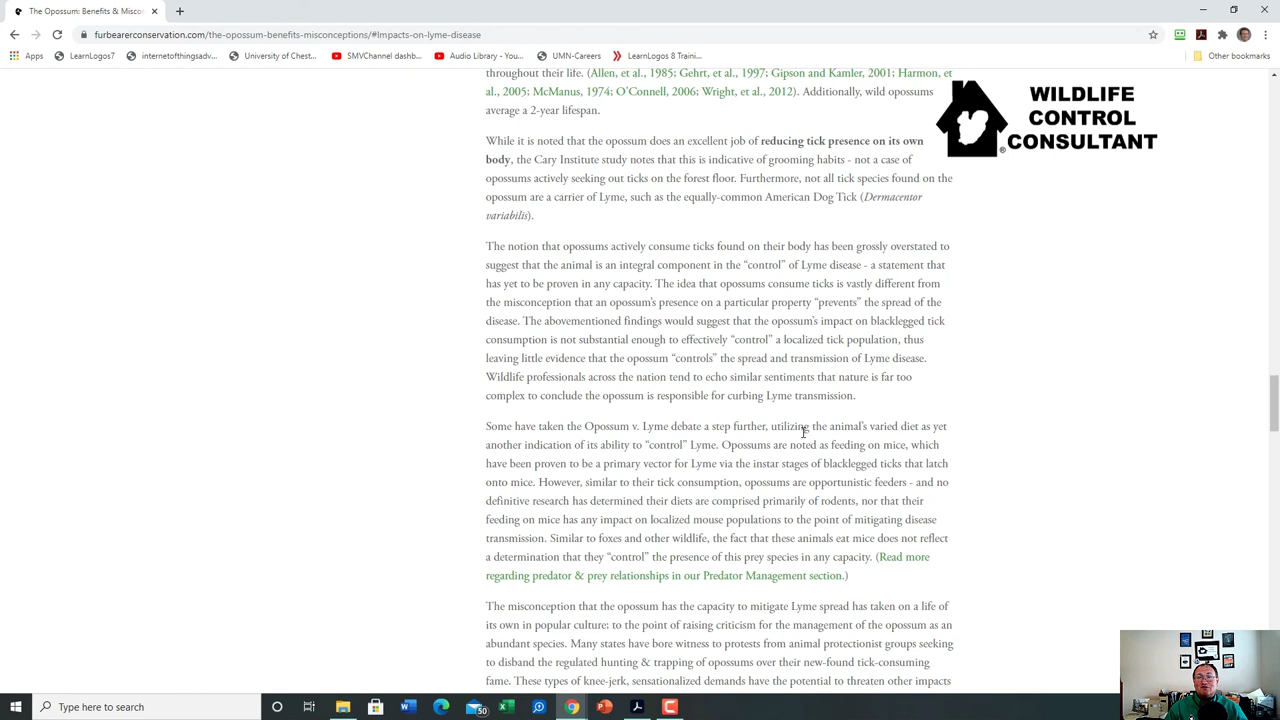 The Opossum: Benefits & Miscon
furbearerconservation.com/the-opossum-benefits-misconceptions/#Impacts-on-lyme-disease
Apps
LearnLogos7
internetofthingsadv...
University of Chest...
SMVChannel dashb...
Audio Library - You...
UMN-Careers
LearnLogos 8 Traini...
Other bookmarks
throughout their life. (Allen, et al., 1985; Gehrt, et al., 1997; Gipson and Kamler, 2001; Harmon, et
al., 2005; McManus, 1974; O’Connell, 2006; Wright, et al., 2012). Additionally, wild opossums
average a 2-year lifespan.
WILDLIFE
CONTROL
CONSULTANT
®
While it is noted that the opossum does an excellent job of reducing tick presence on its own
body, the Cary Institute study notes that this is indicative of grooming habits - not a case of
opossums actively seeking out ticks on the forest floor. Furthermore, not all tick species found on the
opossum are a carrier of Lyme, such as the equally-common American Dog Tick (Dermacentor
variabilis).
The notion that opossums actively consume ticks found on their body has been grossly overstated to
suggest that the animal is an integral component in the “control” of Lyme disease - a statement that
has yet to be proven in any capacity. The idea that opossums consume ticks is vastly different from
the misconception that an opossum’s presence on a particular property “prevents” the spread of the
disease. The abovementioned findings would suggest that the opossum’s impact on blacklegged tick
consumption is not substantial enough to effectively “control” a localized tick population, thus
leaving little evidence that the opossum “controls” the spread and transmission of Lyme disease.
Wildlife professionals across the nation tend to echo similar sentiments that nature is far too
complex to conclude the opossum is responsible for curbing Lyme transmission.
Some have taken the Opossum v. Lyme debate a step further, utilizing the animal’s varied diet as yet
another indication of its ability to “control” Lyme. Opossums are noted as feeding on mice, which
have been proven to be a primary vector for Lyme via the instar stages of blacklegged ticks that latch
onto mice. However, similar to their tick consumption, opossums are opportunistic feeders - and no
definitive research has determined their diets are comprised primarily of rodents, nor that their
feeding on mice has any impact on localized mouse populations to the point of mitigating disease
transmission. Similar to foxes and other wildlife, the fact that these animals eat mice does not reflect
a determination that they “control” the presence of this prey species in any capacity. (Read more
regarding predator & prey relationships in our Predator Management section.)
The misconception that the opossum has the capacity to mitigate Lyme spread has taken on a life of
its own in popular culture; to the point of raising criticism for the management of the opossum as an
abundant species. Many states have bore witness to protests from animal protectionist groups seeking
to disband the regulated hunting & trapping of opossums over their new-found tick-consuming
fame. These types of knee-jerk, sensationalized demands have the potential to threaten other impacts
Type here to search
50